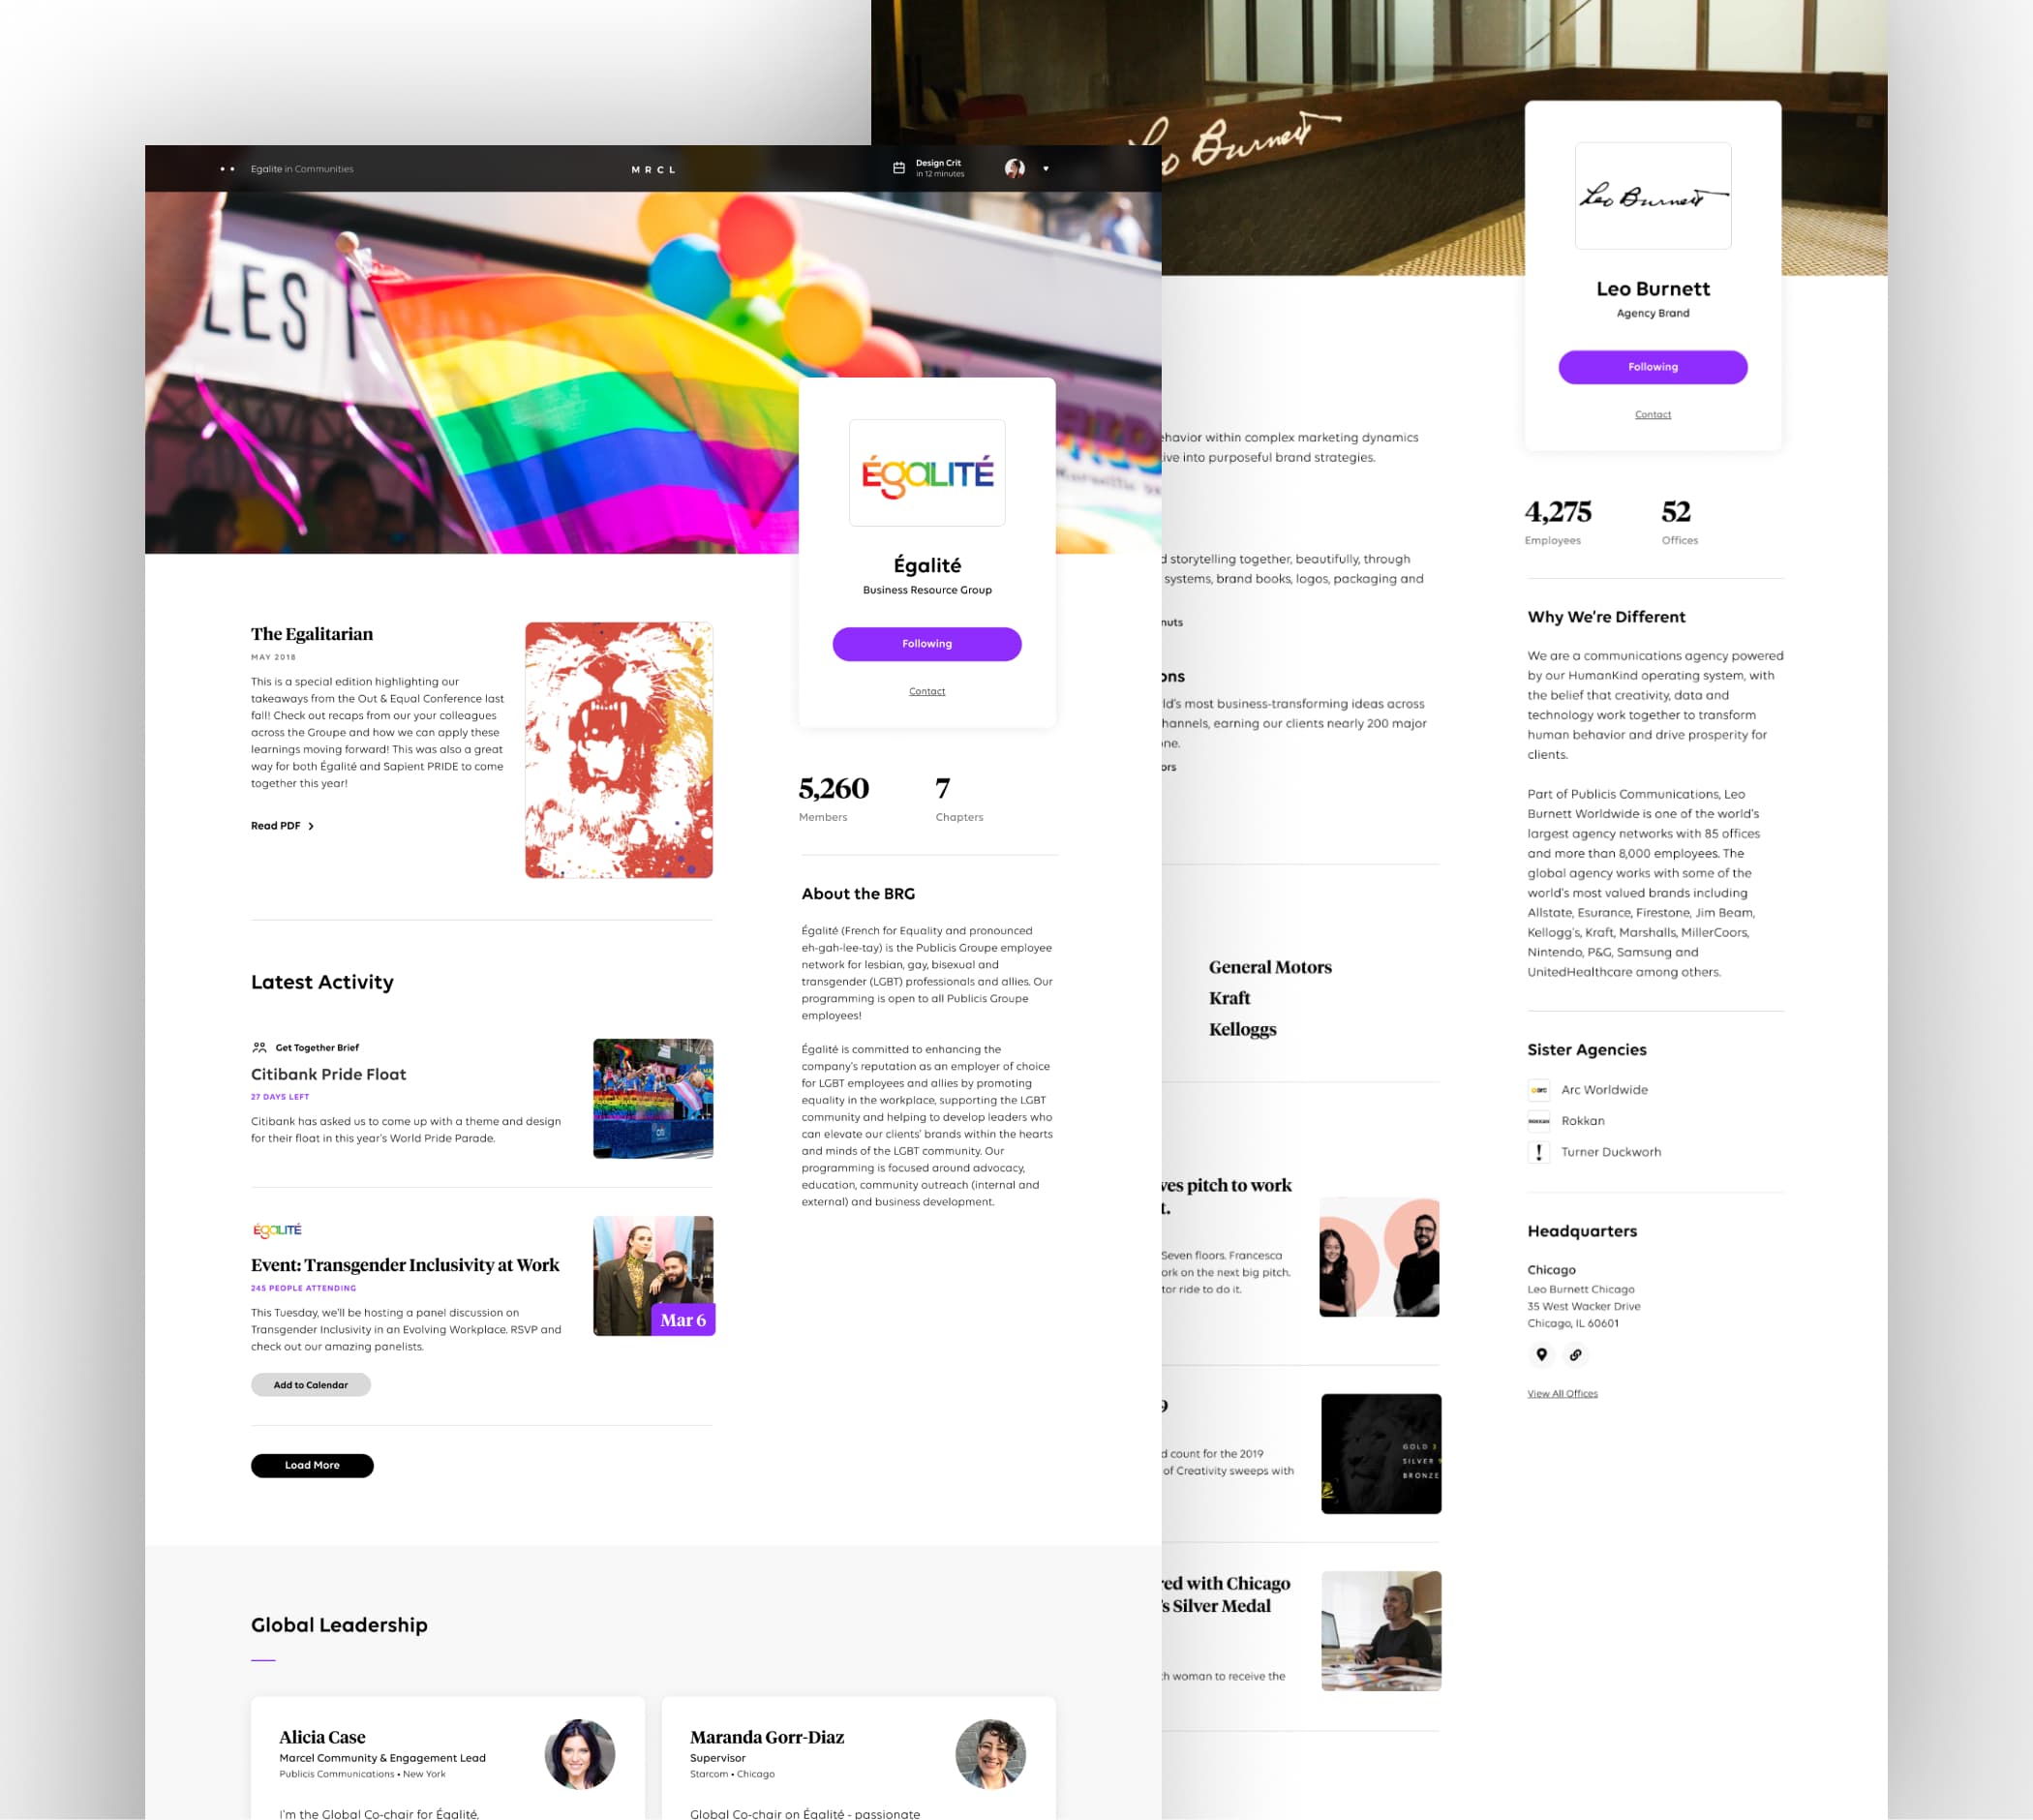 Egalite in Communities
MRCL
Design Crit
in 12 minutes
LES
ÉgaLITÉ
Égalité
Business Resource Group
Following
Contact
5,260
Members
7
Chapters
About the BRG
Égalité (French for Equality and pronounced
eh-gah-lee-tay) is the Publicis Groupe employee
network for lesbian, gay, bisexual and
transgender (LGBT) professionals and allies. Our
programming is open to all Publicis Groupe
employees!
Égalité is committed to enhancing the
company's reputation as an employer of choice
for LGBT employees and allies by promoting
equality in the workplace, supporting the LGBT
community and helping to develop leaders who
can elevate our clients' brands within the hearts
and minds of the LGBT community. Our
programming is focused around advocacy,
education, community outreach (internal and
external) and business development.
The Egalitarian
MAY 2018
This is a special edition highlighting our
takeaways from the Out & Equal Conference last
fall! Check out recaps from our your colleagues
across the Groupe and how we can apply these
learnings moving forward! This was also a great
way for both Égalité and Sapient PRIDE to come
together this year!
Read PDF
Latest Activity
Get Together Brief
Citibank Pride Float
27 DAYS LEFT
Citibank has asked us to come up with a theme and design
for their float in this year's World Pride Parade.
citi
ÉgaLITÉ
Event: Transgender Inclusivity at Work
245 PEOPLE ATTENDING
This Tuesday, we'll be hosting a panel discussion on
Transgender Inclusivity in an Evolving Workplace. RSVP and
check out our amazing panelists.
Mar 6
Add to Calendar
Load More
Global Leadership
Alicia Case
Marcel Community & Engagement Lead
Publicis Communications • New York
I'm the Global Co-chair for Égalité,
Maranda Gorr-Diaz
Supervisor
Starcom • Chicago
Global Co-chair on Égalité - passionate
Leo Burnett
Leo Burnett
Leo Burnett
Agency Brand
Following
Contact
4,275
Employees
52
Offices
Why We're Different
We are a communications agency powered
by our HumanKind operating system, with
the belief that creativity, data and
technology work together to transform
human behavior and drive prosperity for
clients.
Part of Publicis Communications, Leo
Burnett Worldwide is one of the world's
largest agency networks with 85 offices
and more than 8,000 employees. The
global agency works with some of the
world's most valued brands including
Allstate, Esurance, Firestone, Jim Beam,
Kellogg's, Kraft, Marshalls, MillerCoors,
Nintendo, P&G, Samsung and
UnitedHealthcare among others.
Sister Agencies
arc
Arc Worldwide
ROKKAN
Rokkan
!
Turner Duckworh
Headquarters
Chicago
Leo Burnett Chicago
35 West Wacker Drive
Chicago, IL 60601
View All Offices
ehavior within complex marketing dynamics
ive into purposeful brand strategies.
d storytelling together, beautifully, through
systems, brand books, logos, packaging and
nuts
ons
ld's most business-transforming ideas across
hannels, earning our clients nearly 200 major
one.
ors
General Motors
Kraft
Kelloggs
ves pitch to work
t.
Seven floors. Francesca
ork on the next big pitch.
tor ride to do it.
9
d count for the 2019
of Creativity sweeps with
GOLD 3
SILVER 9
BRONZE
red with Chicago
's Silver Medal
h woman to receive the